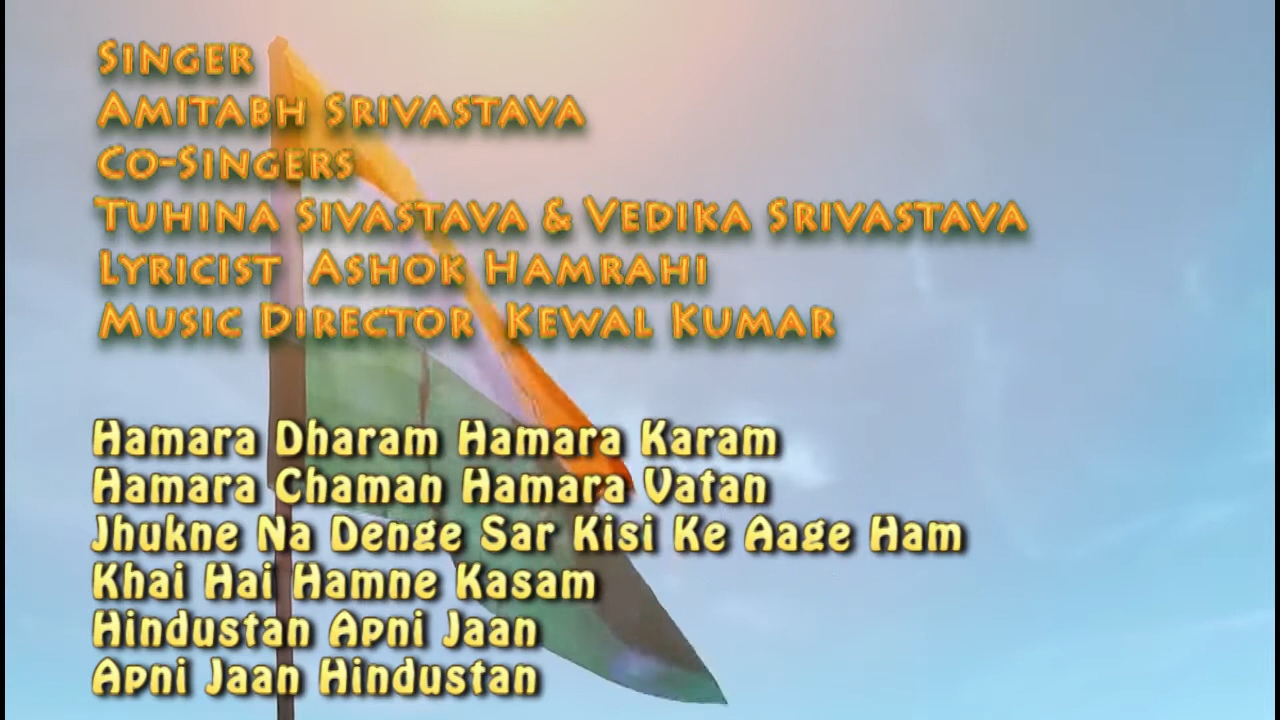 Singer
Amitabh Srivastava
Co-Singers
Tuhina Sivastava & Vedika Srivastava
Lyricist Ashok Hamrahi
Music Director Kewal Kumar
Hamara Dharam Hamara Karam
Hamara Chaman Hamara Vatan
Jhukne Na Denge Sar Kisi Ke Aage Ham
Khai Hai Hamne Kasam
Hindustan Apni Jaan
Apni Jaan Hindustan